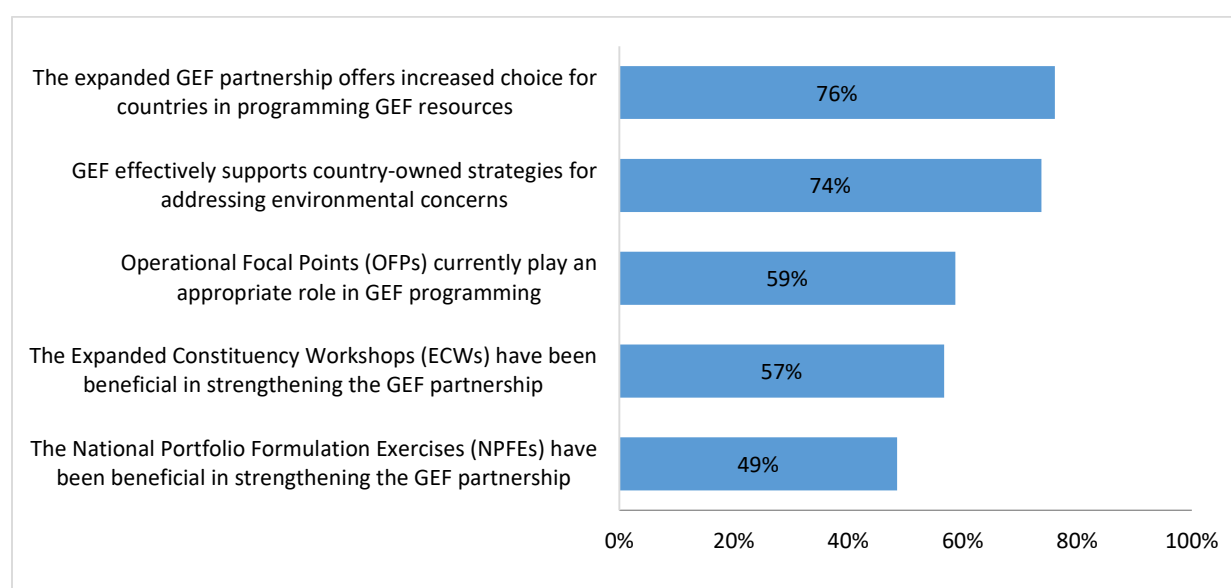 The expanded GEF partnership offers increased choice for
countries in programming GEF resources
76%
GEF effectively supports country-owned strategies for
addressing environmental concerns
74%
Operational Focal Points (OFPs) currently play an
appropriate role in GEF programming
59%
The Expanded Constituency Workshops (ECWs) have been
beneficial in strengthening the GEF partnership
57%
The National Portfolio Formulation Exercises (NPFEs) have
been beneficial in strengthening the GEF partnership
49%
0% 20% 40% 60% 80% 100%